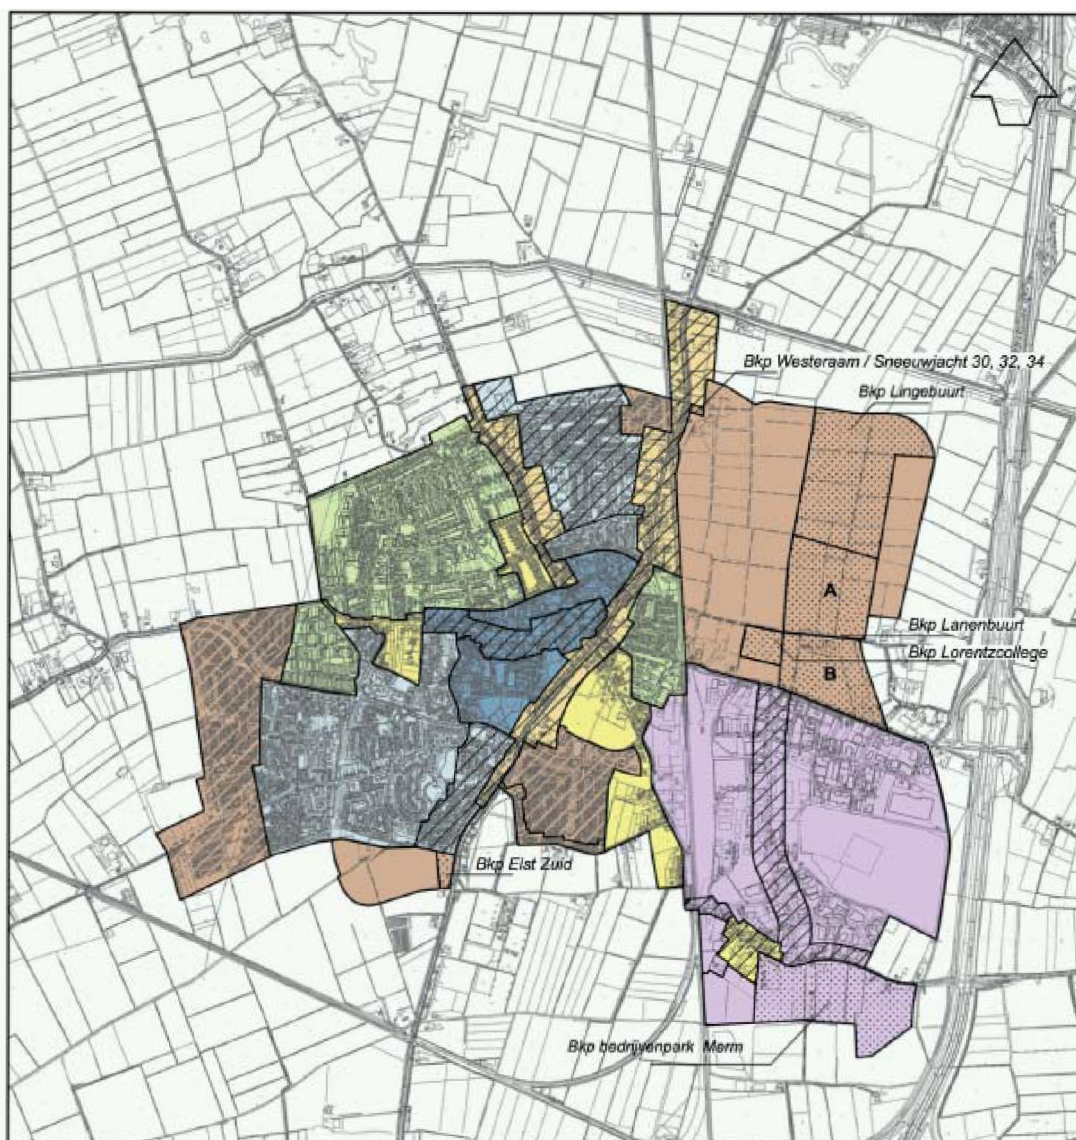 Bkp Westeraam / Sneeuwjacht 30, 32, 34
Bkp Lingebuurt
A
Bkp Lanenbuurt
Bkp Lorentzcollege
B
Bkp Elst Zuid
Bkp bedrijvenpark Merm